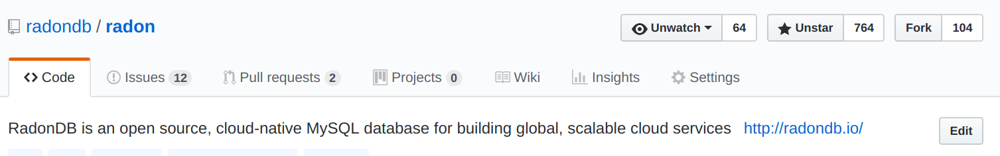 radondb / radon Unwatch 64 Unstar 764 Fork 104
Code Issues 12 Pull requests 2 Projects 0 Wiki Insights Settings
RadonDB is an open source, cloud-native MySQL database for building global, scalable cloud services http://radondb.io/ Edit